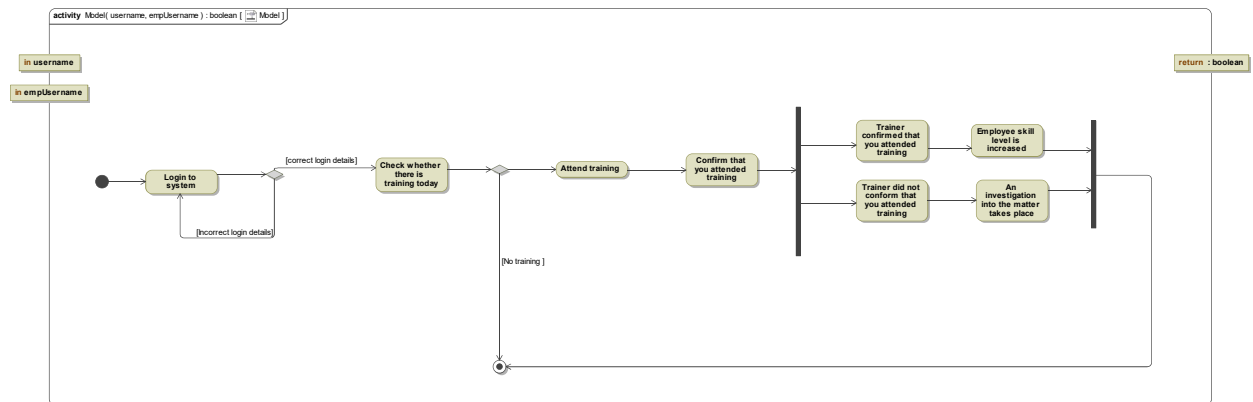 activity Model( username, empUsername ) : boolean [ Model ]
in username
return : boolean
in empUsername
Login to
system
[correct login details]
[Incorrect login details]
Check whether
there is
training today
Attend training
Confirm that
you attended
training
Trainer
confirmed that
you attended
training
Employee skill
level is
increased
Trainer did not
conform that
you attended
training
An
investigation
into the matter
takes place
[No training ]